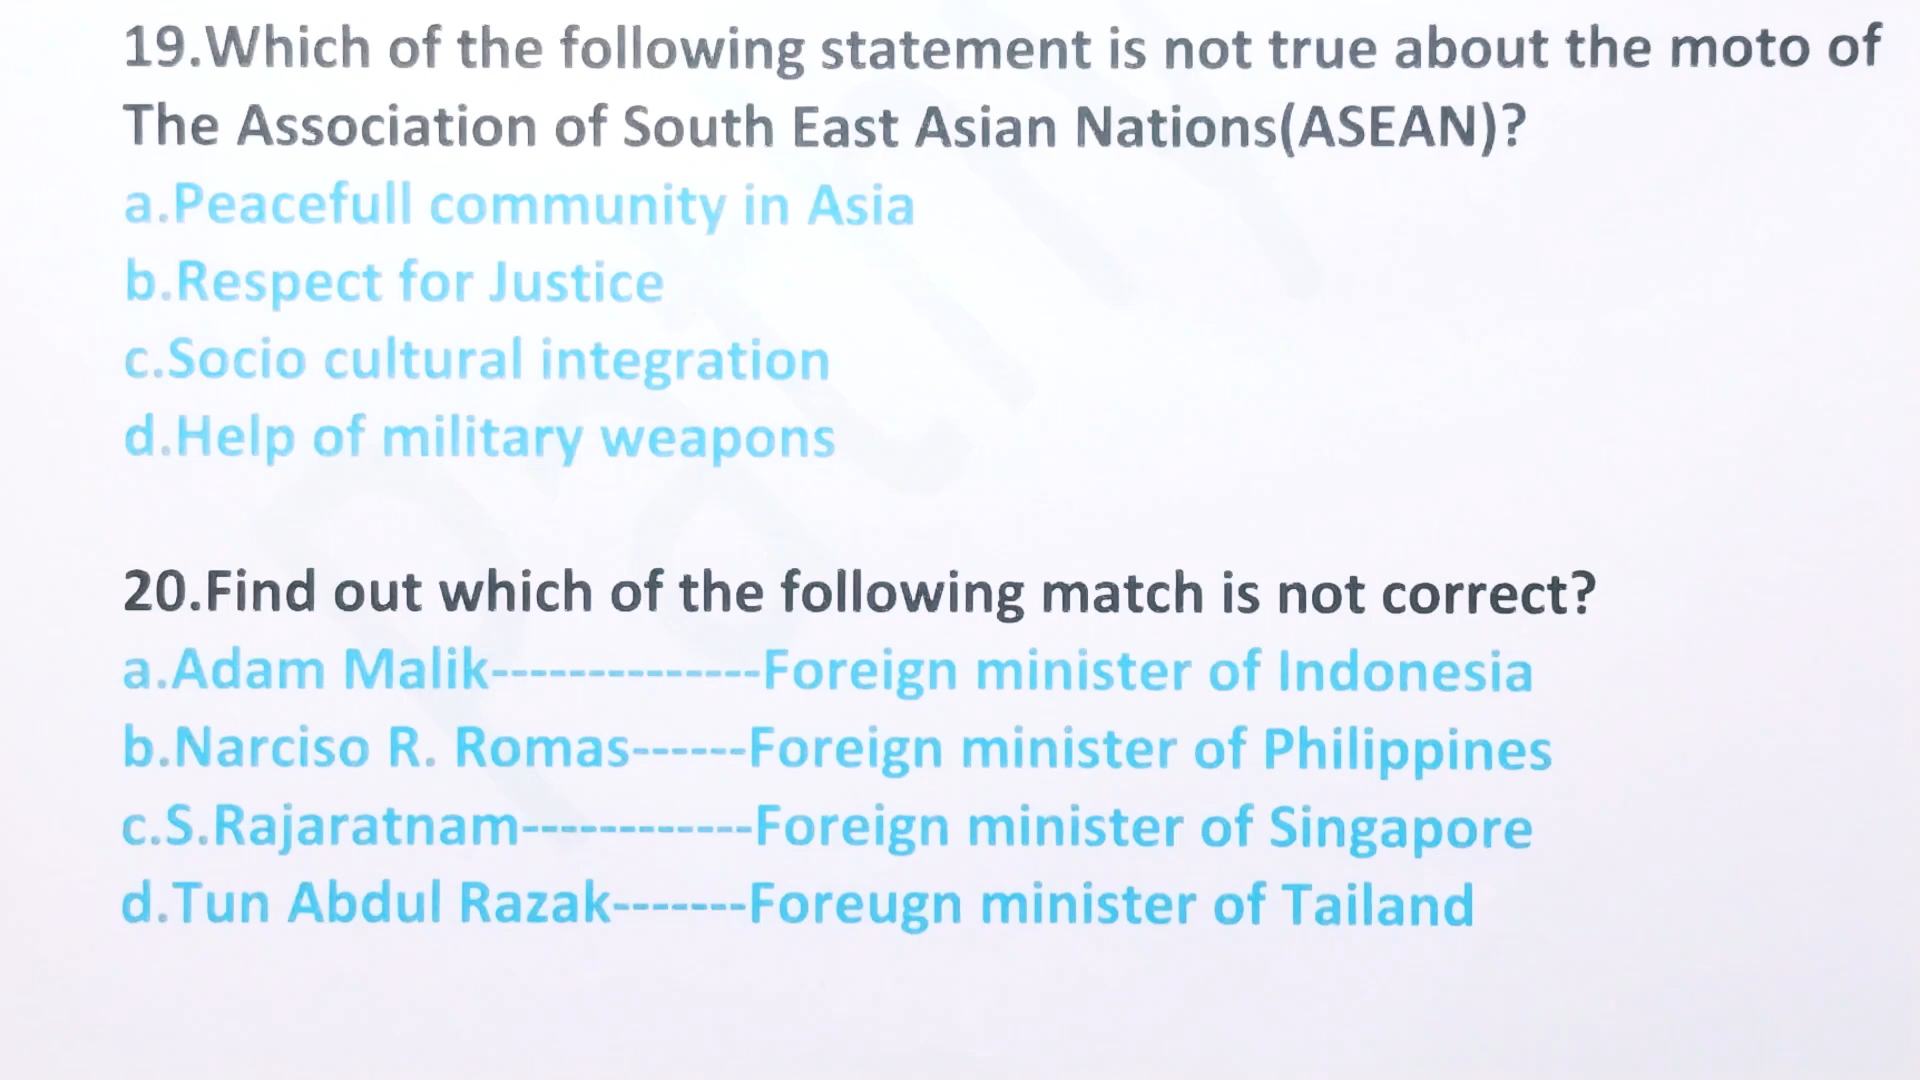 19.Which of the following statement is not true about the moto of
The Association of South East Asian Nations(ASEAN)?
a.Peacefull community in Asia
b.Respect for Justice
c.Socio cultural integration
d.Help of military weapons
20.Find out which of the following match is not correct?
a.Adam Malik--------------Foreign minister of Indonesia
b.Narciso R. Romas------Foreign minister of Philippines
c.S.Rajaratnam------------Foreign minister of Singapore
d.Tun Abdul Razak-------Foreugn minister of Tailand